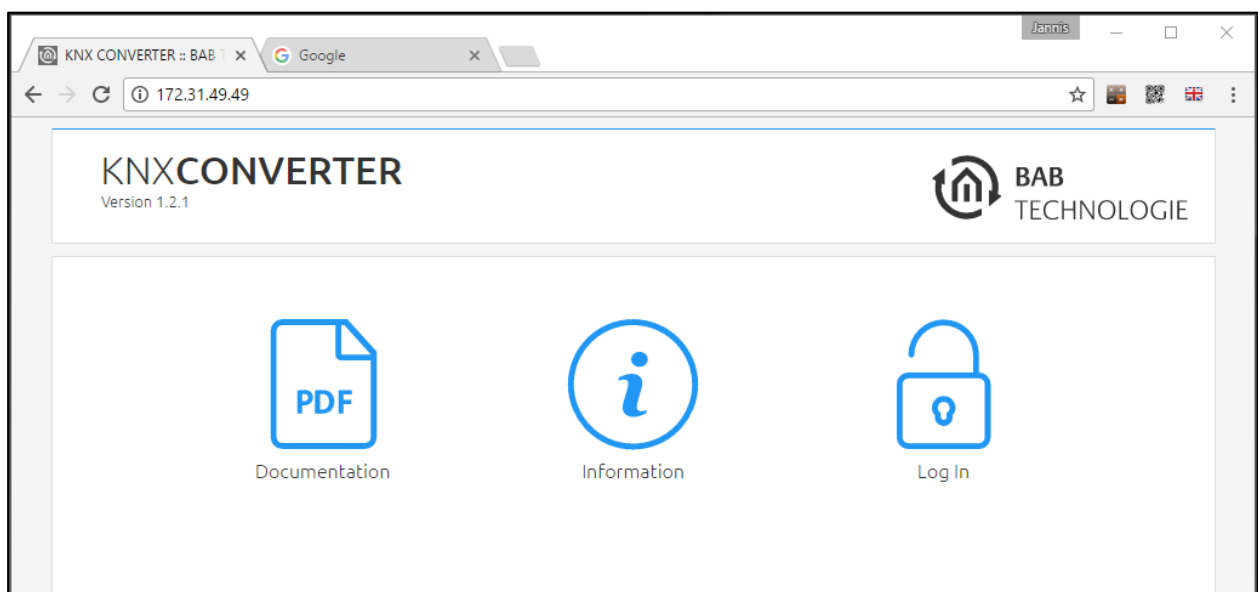 Jannis
KNX CONVERTER :: BAB T
Google
172.31.49.49
KNXCONVERTER
Version 1.2.1
BAB
TECHNOLOGIE
PDF
i
Documentation
Information
Log In